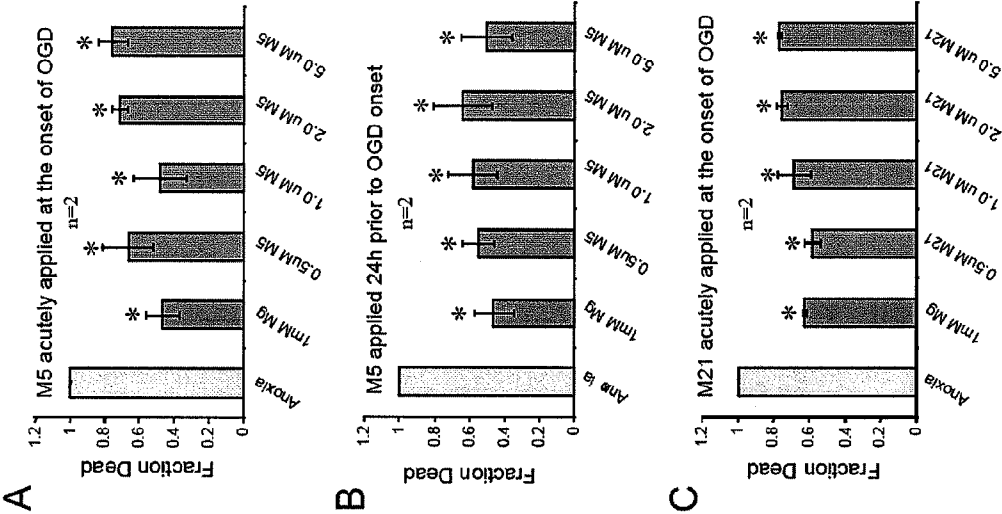 A
M5 acutely applied at the onset of OGD
n=2
Fraction Dead
1.2
1
0.8
0.6
0.4
0.2
0
Anoxia
1mM Mg
0.5uM M5
1.0 uM M5
2.0 uM M5
5.0 uM M5
*
*
*
*
*
B
M5 applied 24h prior to OGD onset
n=2
Fraction Dead
1.2
1
0.8
0.6
0.4
0.2
0
1mM Mg
0.5uM M5
1.0 uM M5
2.0 uM M5
5.0 uM M5
*
*
*
*
*
C
M21 acutely applied at the onset of OGD
n=2
Fraction Dead
1.2
1
0.8
0.6
0.4
0.2
0
Anoxia
1mM Mg
0.5uM M21
1.0 uM M21
2.0 uM M21
5.0 uM M21
*
*
*
*
*